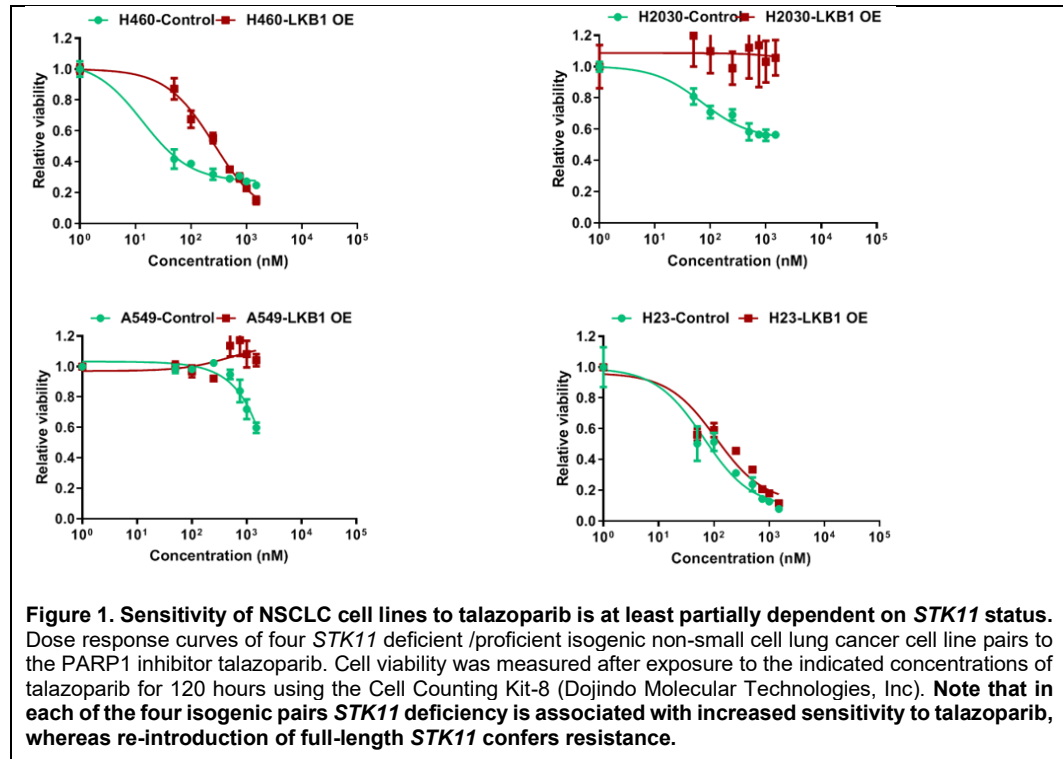 H460-Control H460-LKB1 OE
Relative viability
1.2
1.0
0.8
0.6
0.4
0.2
0.0
10⁰ 10¹ 10² 10³ 10⁴ 10⁵
Concentration (nM)
H2030-Control H2030-LKB1 OE
Relative viability
1.2
1.0
0.8
0.6
0.4
0.2
0.0
10⁰ 10¹ 10² 10³ 10⁴ 10⁵
Concentration (nM)
A549-Control A549-LKB1 OE
Relative viability
1.2
1.0
0.8
0.6
0.4
0.2
0.0
10⁰ 10¹ 10² 10³ 10⁴ 10⁵
Concentration (nM)
H23-Control H23-LKB1 OE
Relative viability
1.2
1.0
0.8
0.6
0.4
0.2
0.0
10⁰ 10¹ 10² 10³ 10⁴ 10⁵
Concentration (nM)
Figure 1. Sensitivity of NSCLC cell lines to talazoparib is at least partially dependent on STK11 status.
Dose response curves of four STK11 deficient /proficient isogenic non-small cell lung cancer cell line pairs to
the PARP1 inhibitor talazoparib. Cell viability was measured after exposure to the indicated concentrations of
talazoparib for 120 hours using the Cell Counting Kit-8 (Dojindo Molecular Technologies, Inc). Note that in
each of the four isogenic pairs STK11 deficiency is associated with increased sensitivity to talazoparib,
whereas re-introduction of full-length STK11 confers resistance.